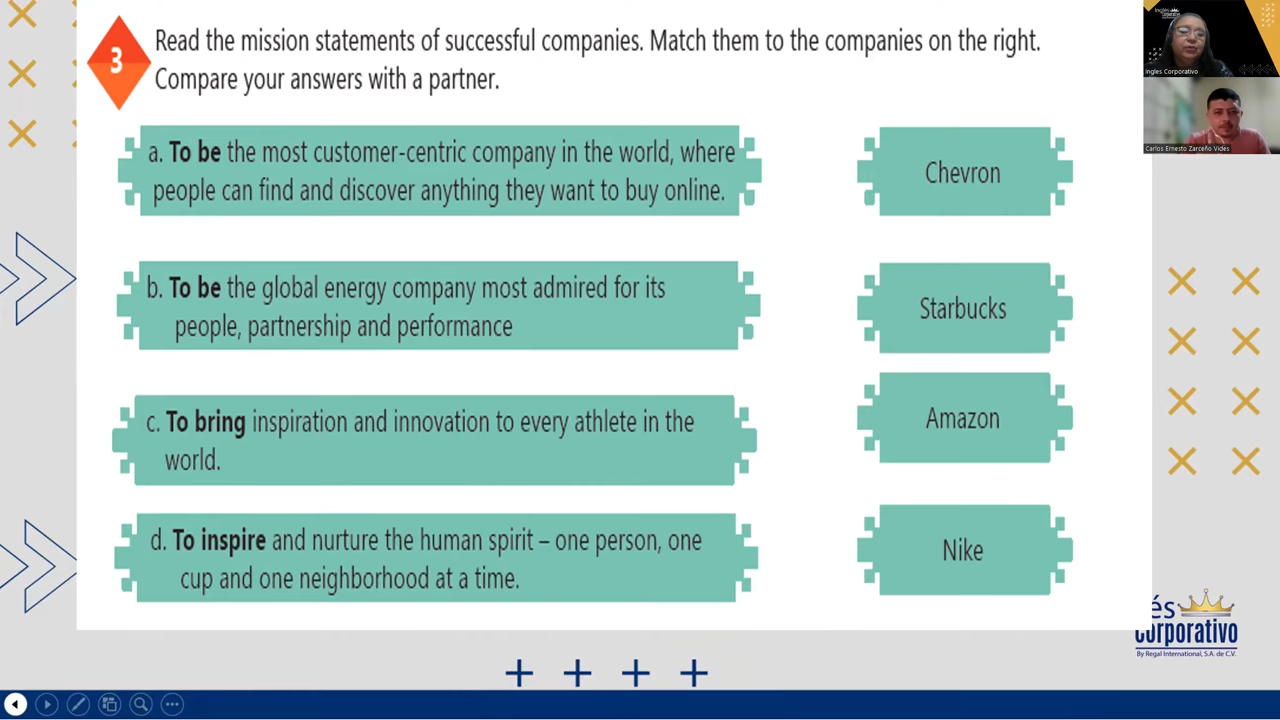 3
Read the mission statements of successful companies. Match them to the companies on the right.
Compare your answers with a partner.
a. To be the most customer-centric company in the world, where
people can find and discover anything they want to buy online.
Chevron
b. To be the global energy company most admired for its
people, partnership and performance
Starbucks
c. To bring inspiration and innovation to every athlete in the
world.
Amazon
d. To inspire and nurture the human spirit – one person, one
cup and one neighborhood at a time.
Nike
Inglés Corporativo
Ingles Corporativo
Carlos Ernesto Zarceño Vides
és
corporativo
By Regal International, S.A. de C.V.